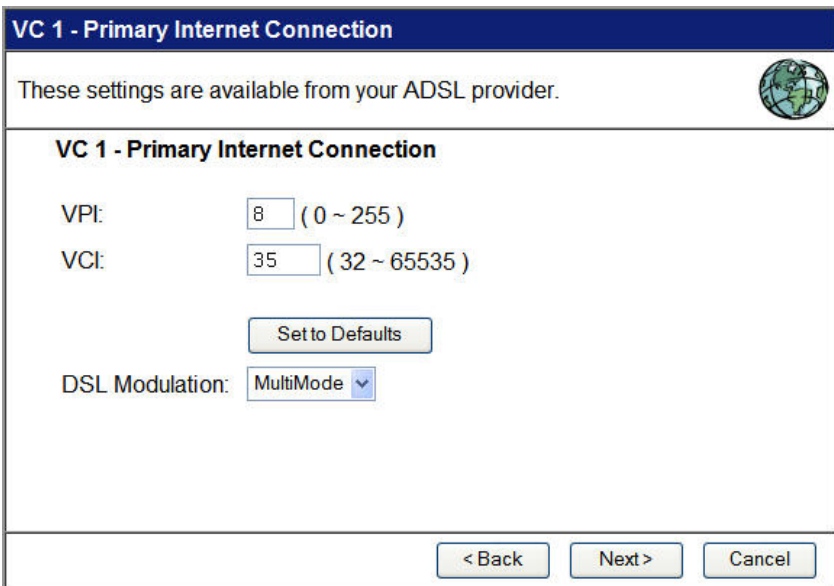 VC 1 - Primary Internet Connection
These settings are available from your ADSL provider.
VC 1 - Primary Internet Connection
VPI: 8 ( 0 ~ 255 )
VCI: 35 ( 32 ~ 65535 )
Set to Defaults
DSL Modulation: MultiMode
< Back Next > Cancel